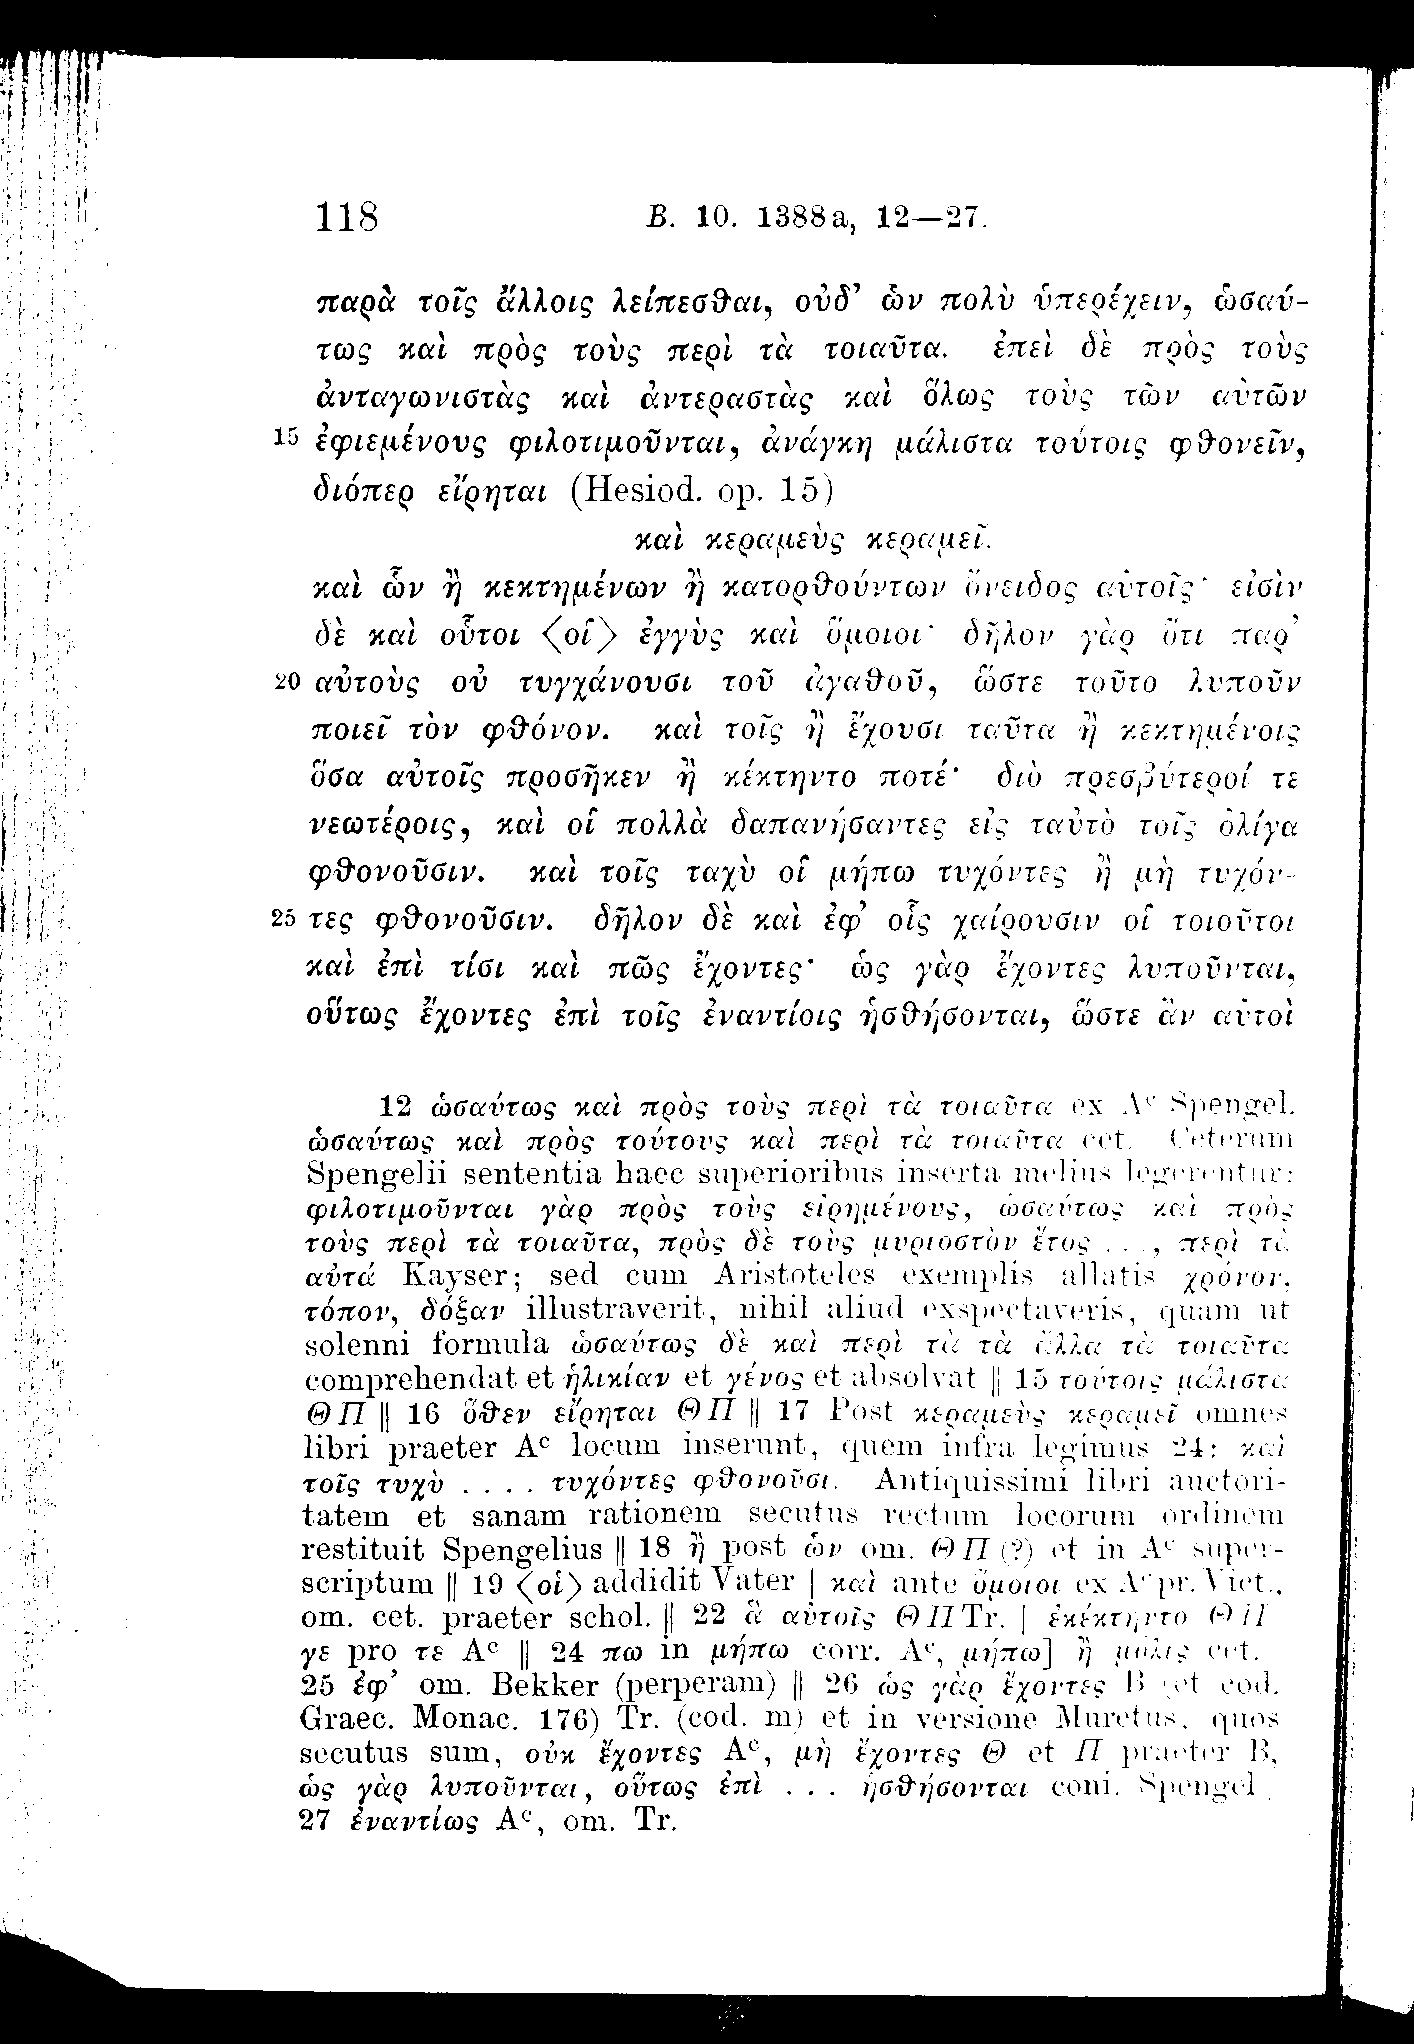 118 B. 10. 1388a, 12—27.
παρὰ τοῖς ἄλλοις λείπεσθαι, οὐδ’ ὧν πολὺ ὑπερέχειν, ὡσαύ-
τως καὶ πρὸς τοὺς περὶ τὰ τοιαῦτα. ἐπεὶ δὲ πρὸς τοὺς
ἀνταγωνιστὰς καὶ ἀντεραστὰς καὶ ὅλως τοὺς τῶν αὐτῶν
15 ἐφιεμένους φιλοτιμοῦνται, ἀνάγκη μάλιστα τούτοις φθονεῖν,
διόπερ εἴρηται (Hesiod. op. 15)
καὶ κεραμεὺς κεραμεῖ.
καὶ ὧν ἢ κεκτημένων ἢ κατορθούντων ὄνειδος αὐτοῖς· εἰσὶν
δὲ καὶ οὗτοι ⟨οἱ⟩ ἐγγὺς καὶ ὅμοιοι· δῆλον γὰρ ὅτι παρ’
20 αὐτοὺς οὐ τυγχάνουσι τοῦ ἀγαθοῦ, ὥστε τοῦτο λυποῦν
ποιεῖ τὸν φθόνον. καὶ τοῖς ἢ ἔχουσι ταῦτα ἢ κεκτημένοις
ὅσα αὐτοῖς προσῆκεν ἢ κέκτηντο ποτέ· διὸ πρεσβύτεροί τε
νεωτέροις, καὶ οἱ πολλὰ δαπανήσαντες εἰς ταὐτὸ τοῖς ὀλίγα
φθονοῦσιν. καὶ τοῖς ταχὺ οἱ μήπω τυχόντες ἢ μὴ τυχόν-
25 τες φθονοῦσιν. δῆλον δὲ καὶ ἐφ’ οἷς χαίρουσιν οἱ τοιοῦτοι
καὶ ἐπὶ τίσι καὶ πῶς ἔχοντες· ὡς γὰρ ἔχοντες λυποῦνται,
οὕτως ἔχοντες ἐπὶ τοῖς ἐναντίοις ἡσθήσονται, ὥστε ἂν αὐτοὶ
12 ὡσαύτως καὶ πρὸς τοὺς περὶ τὰ τοιαῦτα ex Aᶜ Spengel.
ὡσαύτως καὶ πρὸς τούτους καὶ περὶ τὰ τοιαῦτα cet. Ceterum
Spengelii sententia haec superioribus inserta melius legerentur:
φιλοτιμοῦνται γὰρ πρὸς τοὺς εἰρημένους, ὡσαύτως καὶ πρὸς
τοὺς περὶ τὰ τοιαῦτα, πρὸς δὲ τοὺς μυριοστὸν ἔτος . . , περὶ τὰ
αὐτά Kayser; sed cum Aristoteles exemplis allatis χρόνον,
τόπον, δόξαν illustraverit, nihil aliud exspectaveris, quam ut
solenni formula ὡσαύτως δὲ καὶ περὶ τὰ τὰ ἄλλα τὰ τοιαῦτα
comprehendat et ἡλικίαν et γένος et absolvat || 15 τούτοις μάλιστα
ΘΠ || 16 ὅθεν εἴρηται ΘΠ || 17 Post κεραμεὺς κεραμεῖ omnes
libri praeter Aᶜ locum inserunt, quem infra legimus 24: καὶ
τοῖς τυχὺ . . . . τυχόντες φθονοῦσι. Antiquissimi libri auctori-
tatem et sanam rationem secutus rectum locorum ordinem
restituit Spengelius || 18 ἢ post ὧν om. ΘΠ (?) et in Aᶜ super-
scriptum || 19 ⟨οἱ⟩ addidit Vater | καὶ ante ὅμοιοι ex Aᶜ pr. Vict.,
om. cet. praeter schol. || 22 ἃ αὐτοῖς ΘΠ Tr. | ἐκέκτηντο ΘΠ
γε pro τε Aᶜ || 24 πω in μήπω corr. Aᶜ, μήπω] ἢ μόλις cet.
25 ἐφ’ om. Bekker (perperam) || 26 ὡς γὰρ ἔχοντες B (et cod.
Graec. Monac. 176) Tr. (cod. m) et in versione Muretus, quos
secutus sum, οὐκ ἔχοντες Aᶜ, μὴ ἔχοντες Θ et Π praeter B,
ὡς γὰρ λυποῦνται, οὕτως ἐπὶ . . . ἡσθήσονται coni. Spengel
27 ἐναντίως Aᶜ, om. Tr.